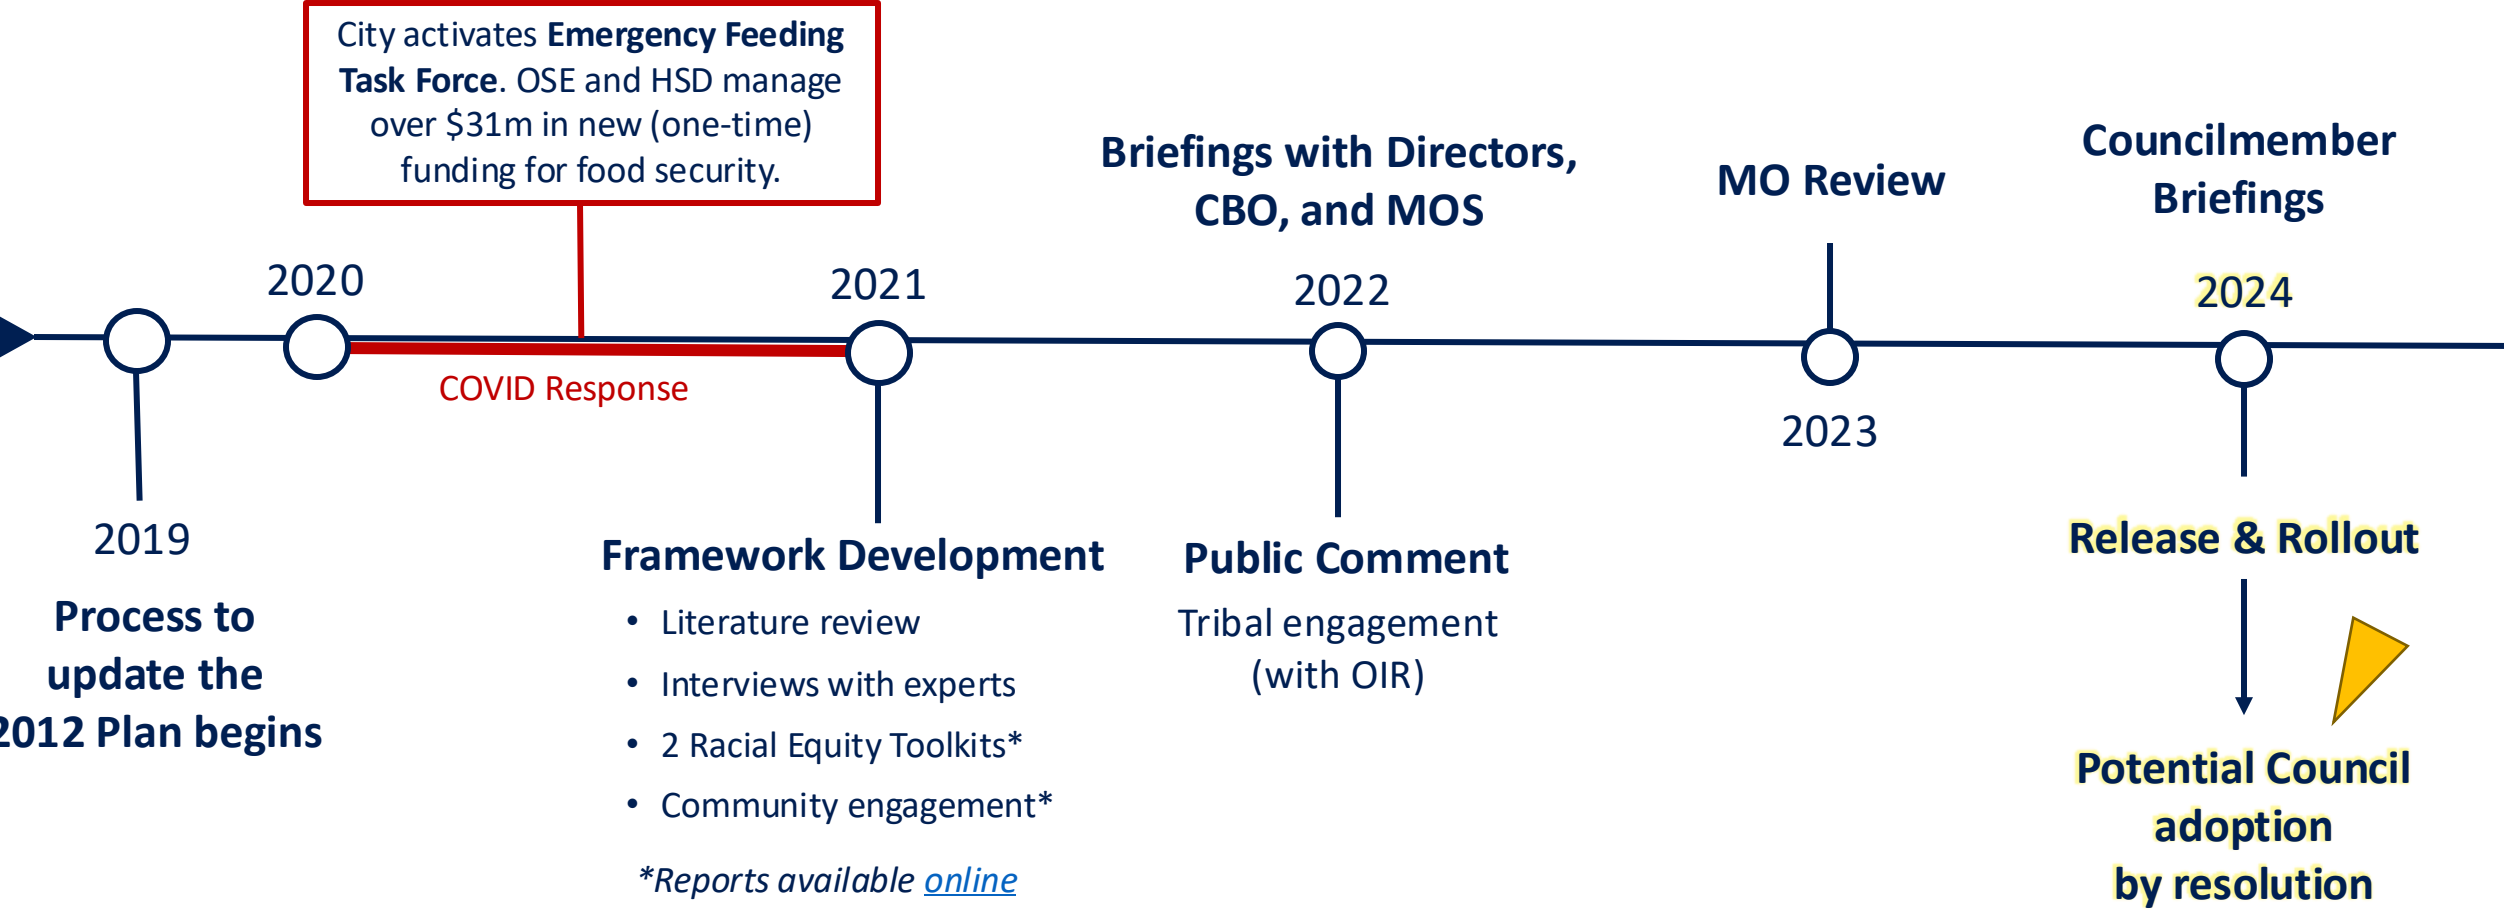 City activates Emergency Feeding
Task Force. OSE and HSD manage
over $31m in new (one-time)
funding for food security.
2020
COVID Response
2019
Process to
update the
2012 Plan begins
2021
Framework Development
• Literature review
• Interviews with experts
• 2 Racial Equity Toolkits*
• Community engagement*
*Reports available online
Briefings with Directors,
CBO, and MOS
2022
Public Comment
Tribal engagement
(with OIR)
MO Review
2023
Councilmember
Briefings
2024
Release & Rollout
Potential Council
adoption
by resolution